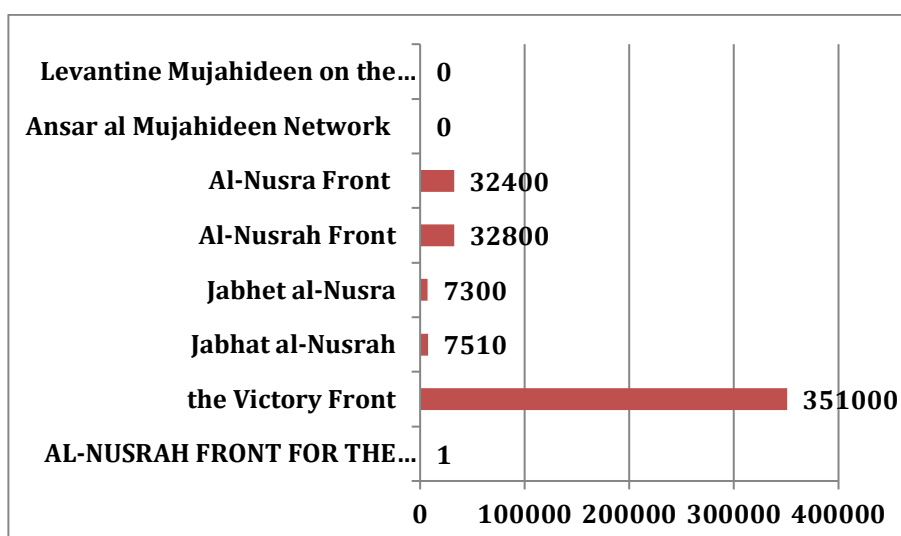 Levantine Mujahideen on the… 0
Ansar al Mujahideen Network 0
Al-Nusra Front 32400
Al-Nusrah Front 32800
Jabhet al-Nusra 7300
Jabhat al-Nusrah 7510
the Victory Front 351000
AL-NUSRAH FRONT FOR THE… 1
0 100000 200000 300000 400000